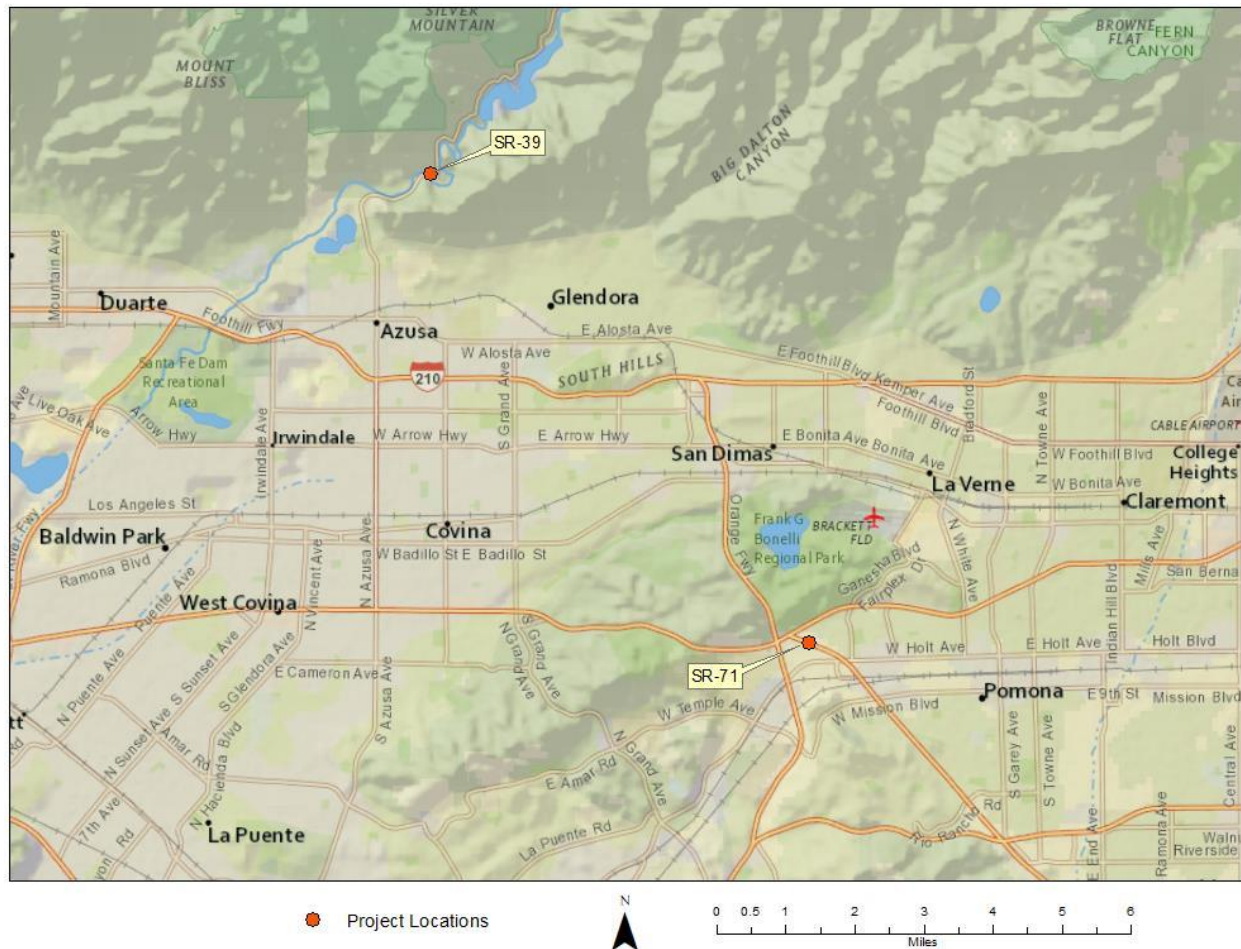 SILVER
MOUNTAIN
BROWNE
FLAT
FERN
CANYON
MOUNT
BLISS
SR-39
BIG DALTON
CANYON
Mountain Ave
Duarte
Foothill Fwy
Glendora
Azusa
E Alosta Ave
W Alosta Ave
210
SOUTH HILLS
E Foothill Blvd
Kemper Ave
Foothill Blvd
Bradford St
Santa Fe Dam
Recreational
Area
Live Oak Ave
Arrow Hwy
Irwindale Ave
Irwindale
W Arrow Hwy
S Grand Ave
E Arrow Hwy
San Dimas
E Bonita Ave
Bonita Ave
N Towne Ave
CABLE AIRPORT
W Foothill Blvd
College
Heights
La Verne
W Bonita Ave
Claremont
Los Angeles St
Baldwin Park
Ramona Blvd
Covina
W Badillo St
E Badillo St
N Vincent Ave
N Azusa Ave
Orange Fwy
Frank G
Bonelli
Regional Park
BRACKETT
FLD
Ganesha Blvd
Fairplex Dr
N White Ave
Mills Ave
San Berna
Indian Hill Blvd
Puente Ave
West Covina
N Puente Ave
S Sunset Ave
S Glendora Ave
E Cameron Ave
N Grand Ave
S Grand Ave
W Holt Ave
E Holt Ave
Holt Blvd
SR-71
Pomona
E 9th St
Mission Blvd
W Mission Blvd
W Temple Ave
S Azusa Ave
N Sunset Ave
Amar Rd
N Hacienda Blvd
N Grand Ave
E Amar Rd
La Puente Rd
S Garey Ave
S Towne Ave
Central Ave
Rio Rancho Rd
7th Ave
La Puente
E End Ave
Ramona Ave
Walnu
Riverside
Project Locations
N
0 0.5 1 2 3 4 5 6
Miles